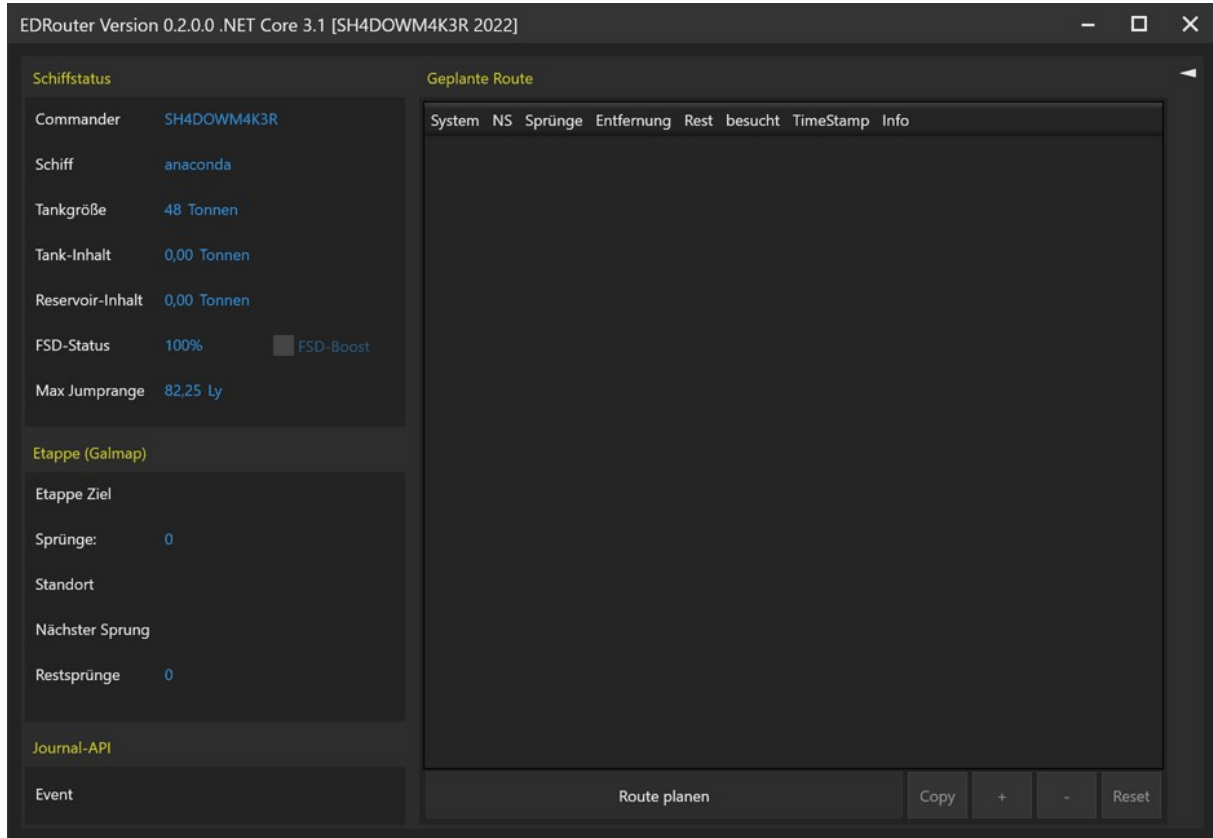 EDRouter Version 0.2.0.0 .NET Core 3.1 [SH4DOWM4K3R 2022]
Schiffstatus
Commander SH4DOWM4K3R
Schiff anaconda
Tankgröße 48 Tonnen
Tank-Inhalt 0,00 Tonnen
Reservoir-Inhalt 0,00 Tonnen
FSD-Status 100% FSD-Boost
Max Jumprange 82,25 Ly
Etappe (Galmap)
Etappe Ziel
Sprünge: 0
Standort
Nächster Sprung
Restsprünge 0
Journal-API
Event
Geplante Route
System NS Sprünge Entfernung Rest besucht TimeStamp Info
Route planen Copy + - Reset